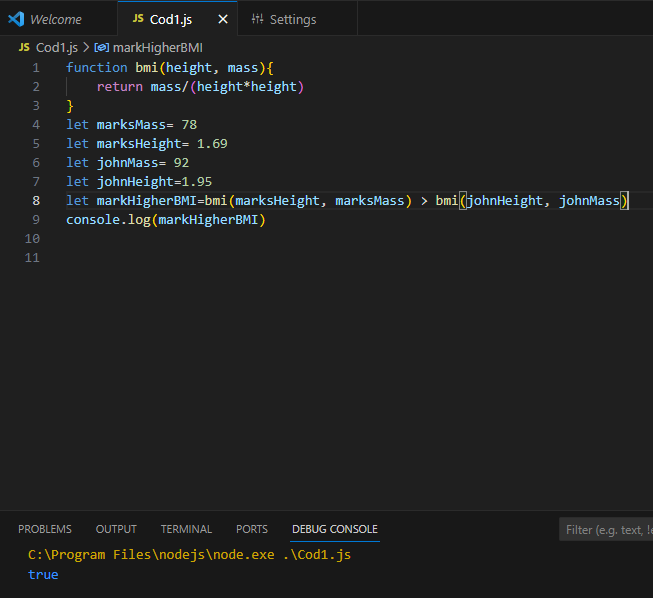 Welcome JS Cod1.js Settings
JS Cod1.js > markHigherBMI
1 function bmi(height, mass){
2 return mass/(height*height)
3 }
4 let marksMass= 78
5 let marksHeight= 1.69
6 let johnMass= 92
7 let johnHeight=1.95
8 let markHigherBMI=bmi(marksHeight, marksMass) > bmi(johnHeight, johnMass)
9 console.log(markHigherBMI)
10
11
PROBLEMS OUTPUT TERMINAL PORTS DEBUG CONSOLE Filter (e.g. text, !e
C:\Program Files\nodejs\node.exe .\Cod1.js
true